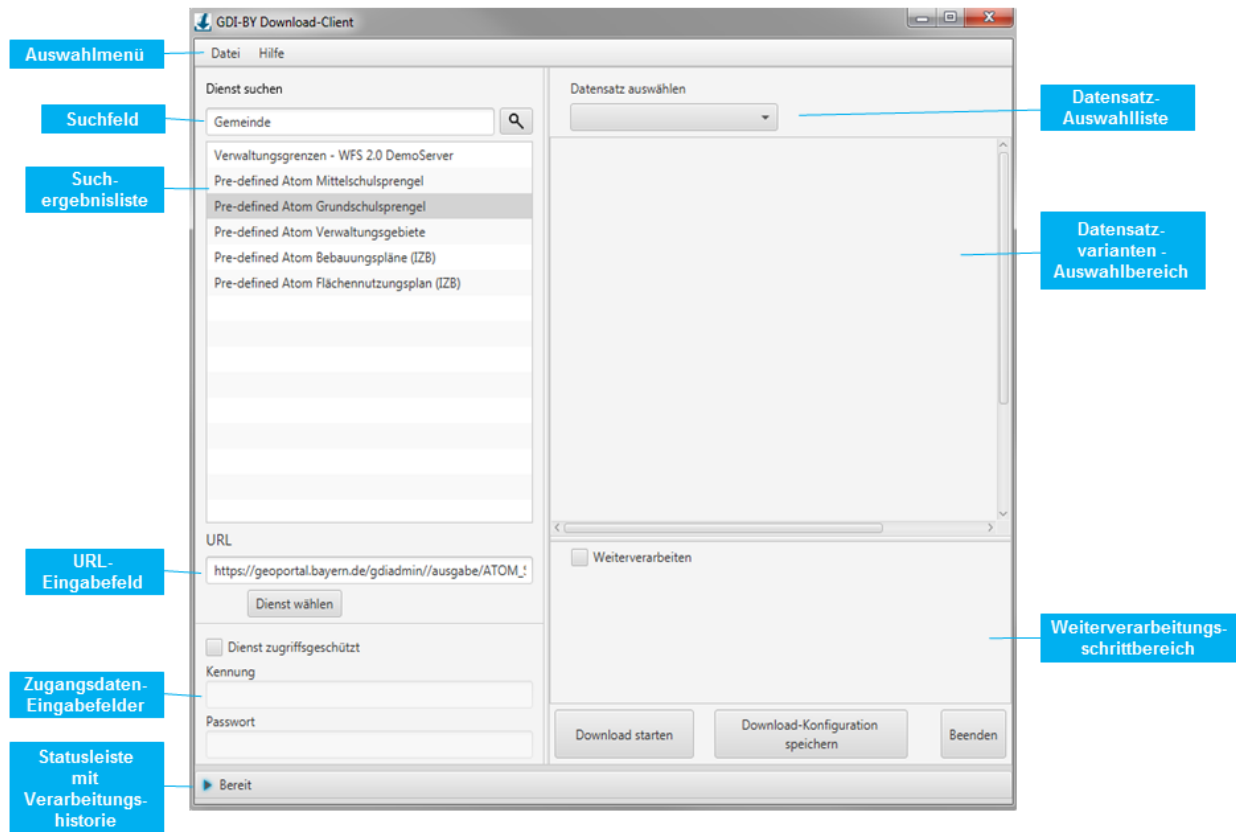 GDI-BY Download-Client
Auswahlmenü
Datei Hilfe
Dienst suchen
Suchfeld
Gemeinde
Such-
ergebnisliste
Verwaltungsgrenzen - WFS 2.0 DemoServer
Pre-defined Atom Mittelschulsprengel
Pre-defined Atom Grundschulsprengel
Pre-defined Atom Verwaltungsgebiete
Pre-defined Atom Bebauungspläne (IZB)
Pre-defined Atom Flächennutzungsplan (IZB)
URL
URL-
Eingabefeld
https://geoportal.bayern.de/gdiadmin//ausgabe/ATOM_S
Dienst wählen
Dienst zugriffsgeschützt
Kennung
Zugangsdaten-
Eingabefelder
Passwort
Statusleiste
mit
Verarbeitungs-
historie
Bereit
Datensatz auswählen
Datensatz-
Auswahlliste
Datensatz-
varianten -
Auswahlbereich
Weiterverarbeiten
Weiterverarbeitungs-
schrittbereich
Download starten
Download-Konfiguration
speichern
Beenden